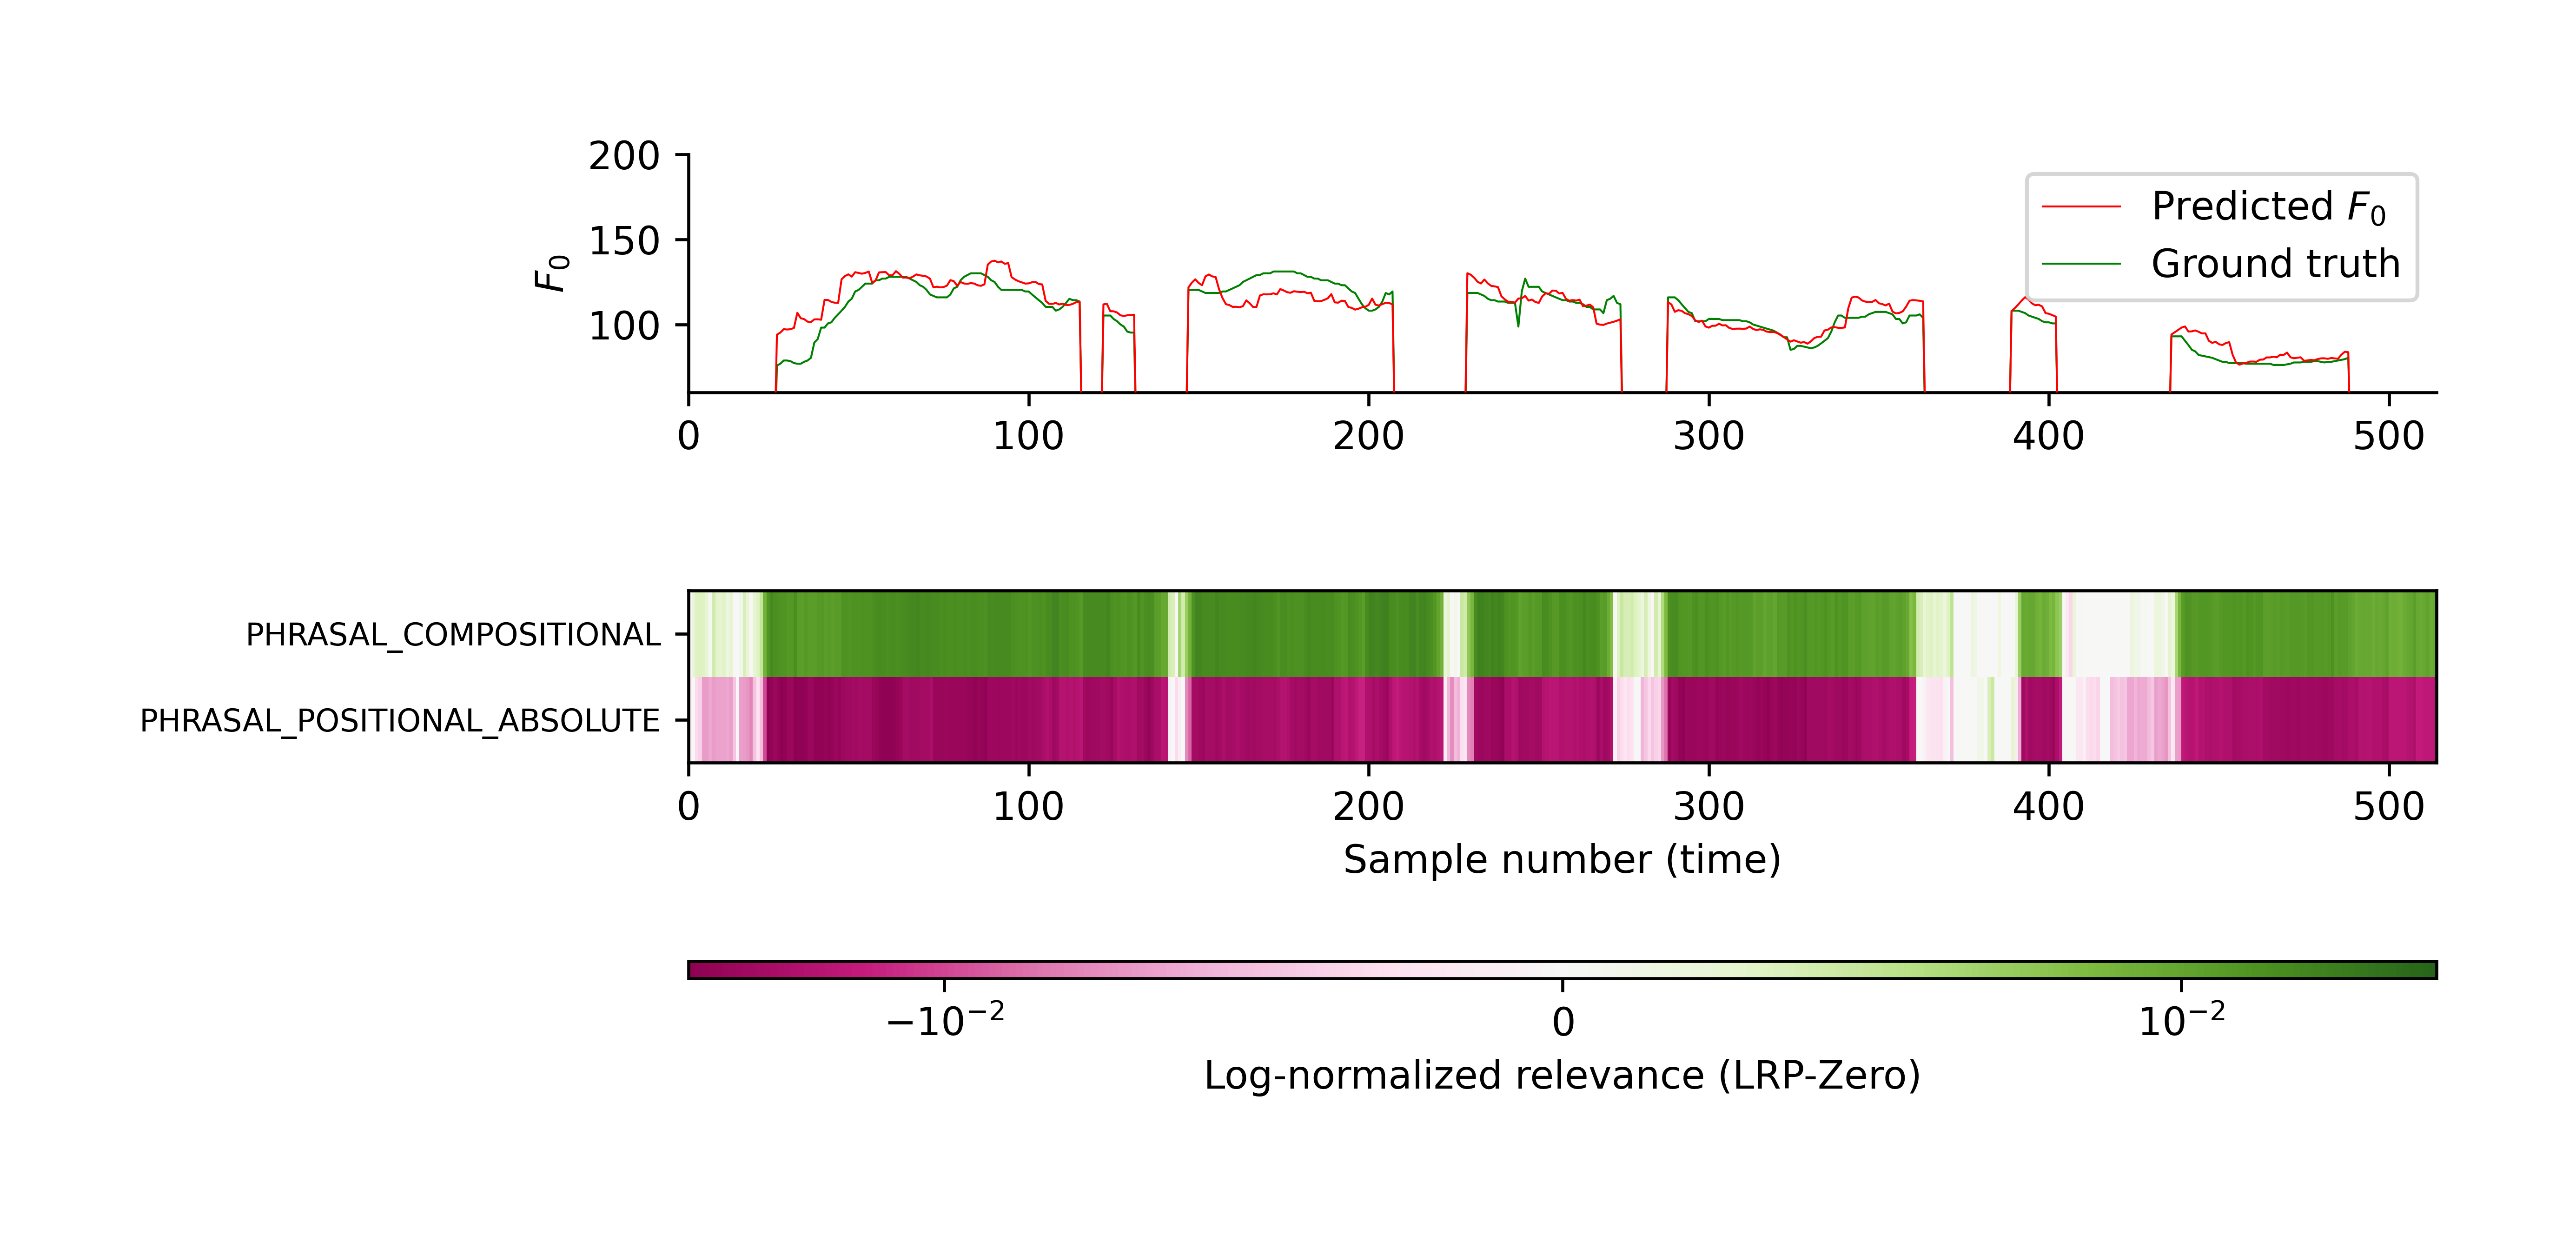 200
150
100
F₀
Predicted F₀
Ground truth
0 100 200 300 400 500
PHRASAL_COMPOSITIONAL
PHRASAL_POSITIONAL_ABSOLUTE
0 100 200 300 400 500
Sample number (time)
−10⁻² 0 10⁻²
Log-normalized relevance (LRP-Zero)